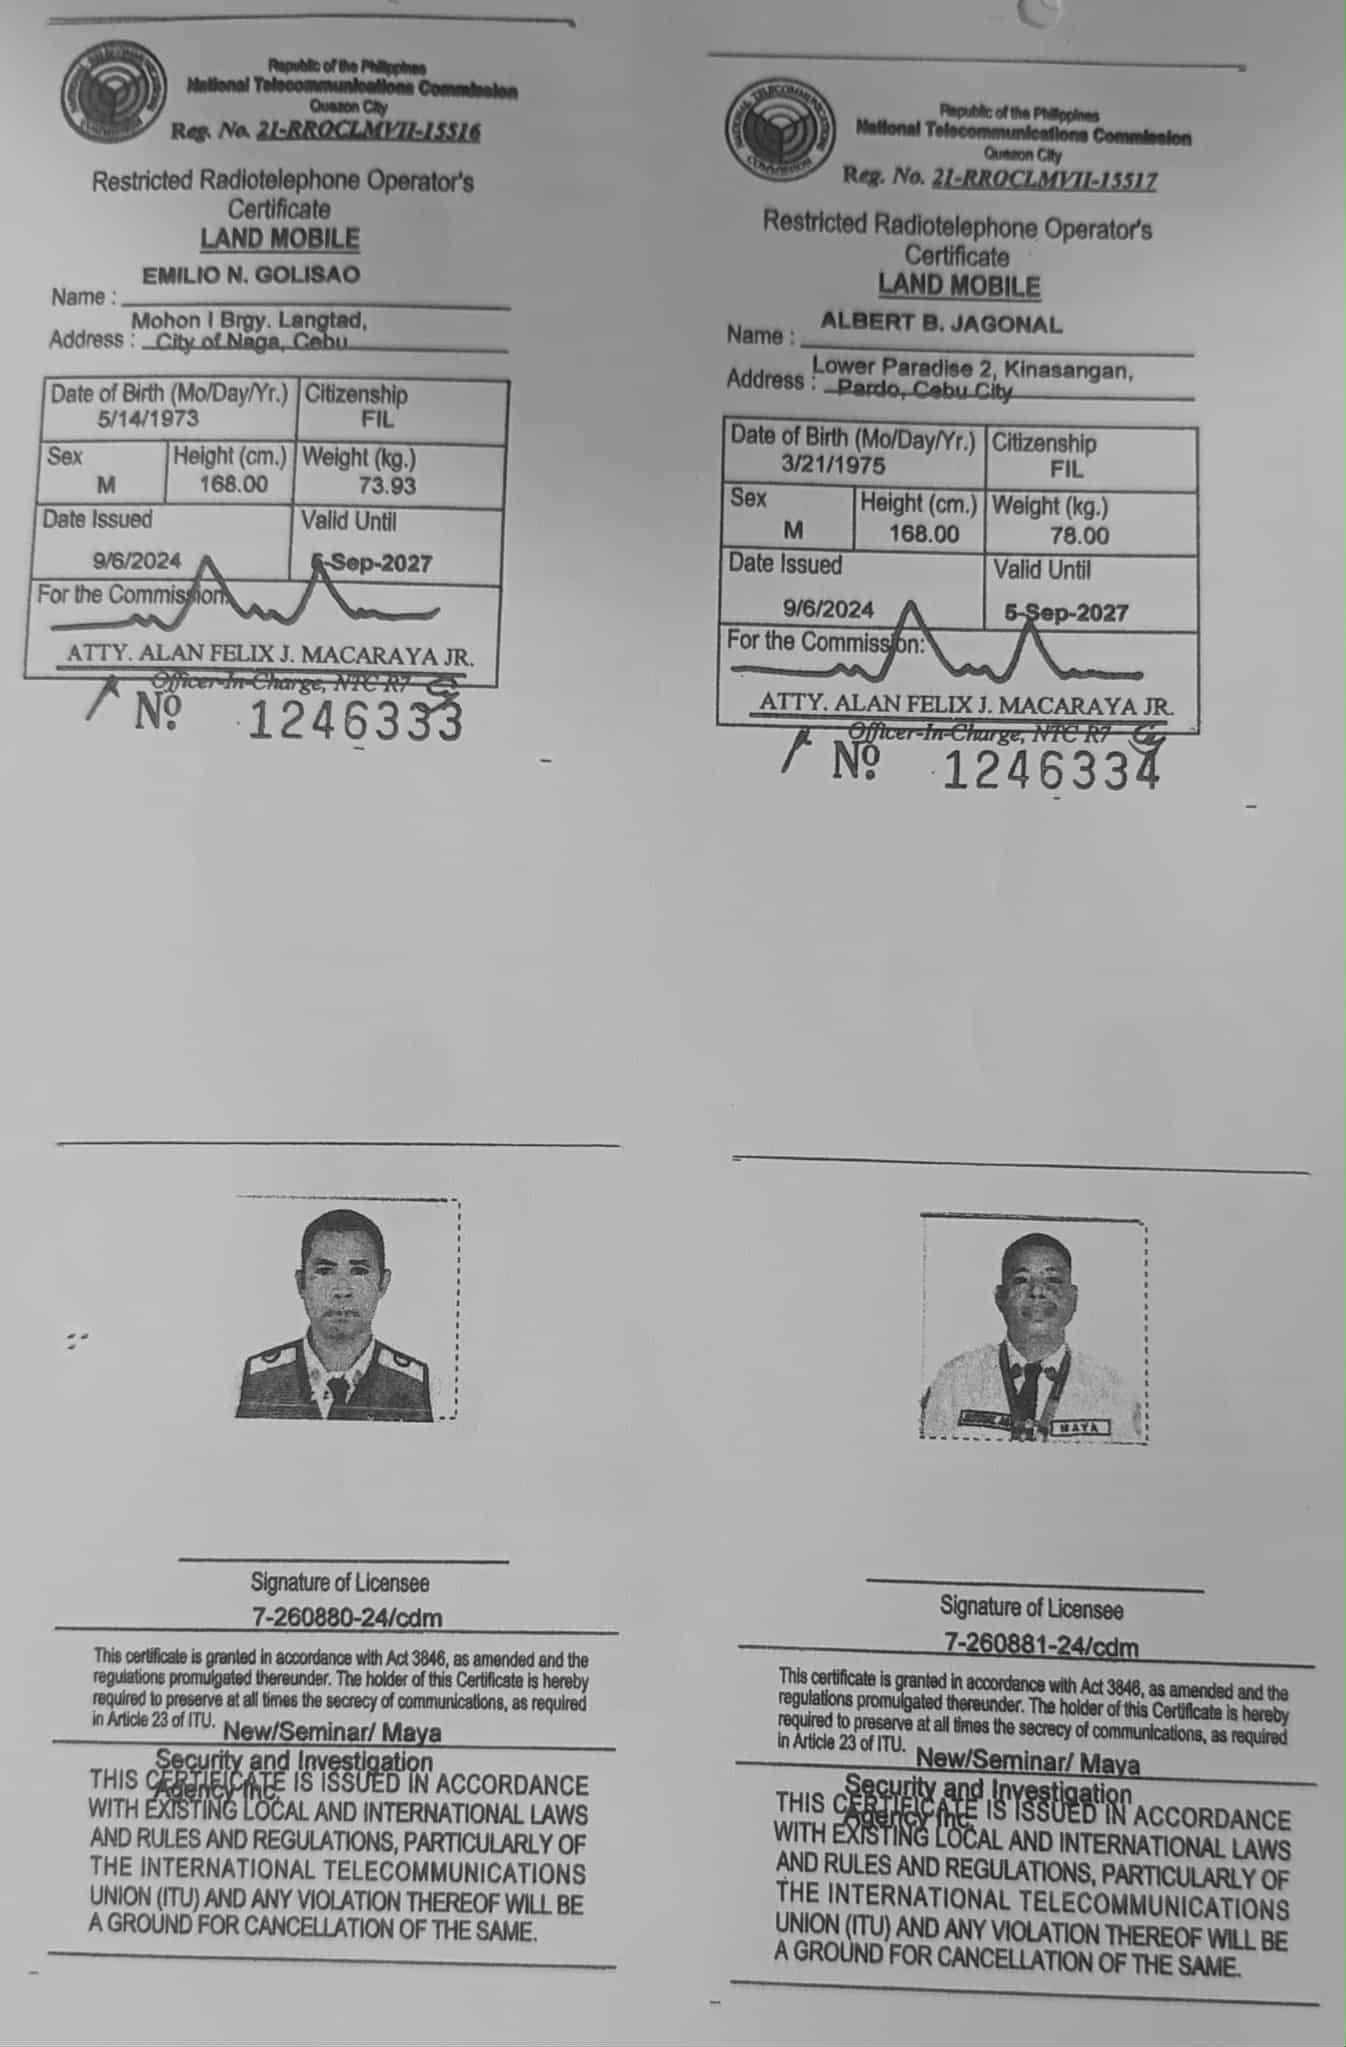 Republic of the Philippines
National Telecommunications Commission
Quezon City
Reg. No. 21-RROCLMVII-15516
Restricted Radiotelephone Operator's
Certificate
LAND MOBILE
EMILIO N. GOLISAO
Name :
Mohon I Brgy. Langtad,
Address : City of Naga, Cebu
Date of Birth (Mo/Day/Yr.) Citizenship
5/14/1973 FIL
Sex Height (cm.) Weight (kg.)
M 168.00 73.93
Date Issued Valid Until
9/6/2024 5-Sep-2027
For the Commission:
ATTY. ALAN FELIX J. MACARAYA JR.
Officer-In-Charge, NTC R7
Nº 1246333
NATIONAL TELECOMMUNICATIONS COMMISSION
Republic of the Philippines
National Telecommunications Commission
Quezon City
Reg. No. 21-RROCLMVII-15517
Restricted Radiotelephone Operator's
Certificate
LAND MOBILE
ALBERT B. JAGONAL
Name :
Lower Paradise 2, Kinasangan,
Address : Pardo, Cebu City
Date of Birth (Mo/Day/Yr.) Citizenship
3/21/1975 FIL
Sex Height (cm.) Weight (kg.)
M 168.00 78.00
Date Issued Valid Until
9/6/2024 5-Sep-2027
For the Commission:
ATTY. ALAN FELIX J. MACARAYA JR.
Officer-In-Charge, NTC R7
Nº 1246334
Signature of Licensee
7-260880-24/cdm
This certificate is granted in accordance with Act 3846, as amended and the
regulations promulgated thereunder. The holder of this Certificate is hereby
required to preserve at all times the secrecy of communications, as required
in Article 23 of ITU. New/Seminar/ Maya
Security and Investigation
Agency Inc.
THIS CERTIFICATE IS ISSUED IN ACCORDANCE
WITH EXISTING LOCAL AND INTERNATIONAL LAWS
AND RULES AND REGULATIONS, PARTICULARLY OF
THE INTERNATIONAL TELECOMMUNICATIONS
UNION (ITU) AND ANY VIOLATION THEREOF WILL BE
A GROUND FOR CANCELLATION OF THE SAME.
MAYA
Signature of Licensee
7-260881-24/cdm
This certificate is granted in accordance with Act 3846, as amended and the
regulations promulgated thereunder. The holder of this Certificate is hereby
required to preserve at all times the secrecy of communications, as required
in Article 23 of ITU. New/Seminar/ Maya
Security and Investigation
Agency Inc.
THIS CERTIFICATE IS ISSUED IN ACCORDANCE
WITH EXISTING LOCAL AND INTERNATIONAL LAWS
AND RULES AND REGULATIONS, PARTICULARLY OF
THE INTERNATIONAL TELECOMMUNICATIONS
UNION (ITU) AND ANY VIOLATION THEREOF WILL BE
A GROUND FOR CANCELLATION OF THE SAME.